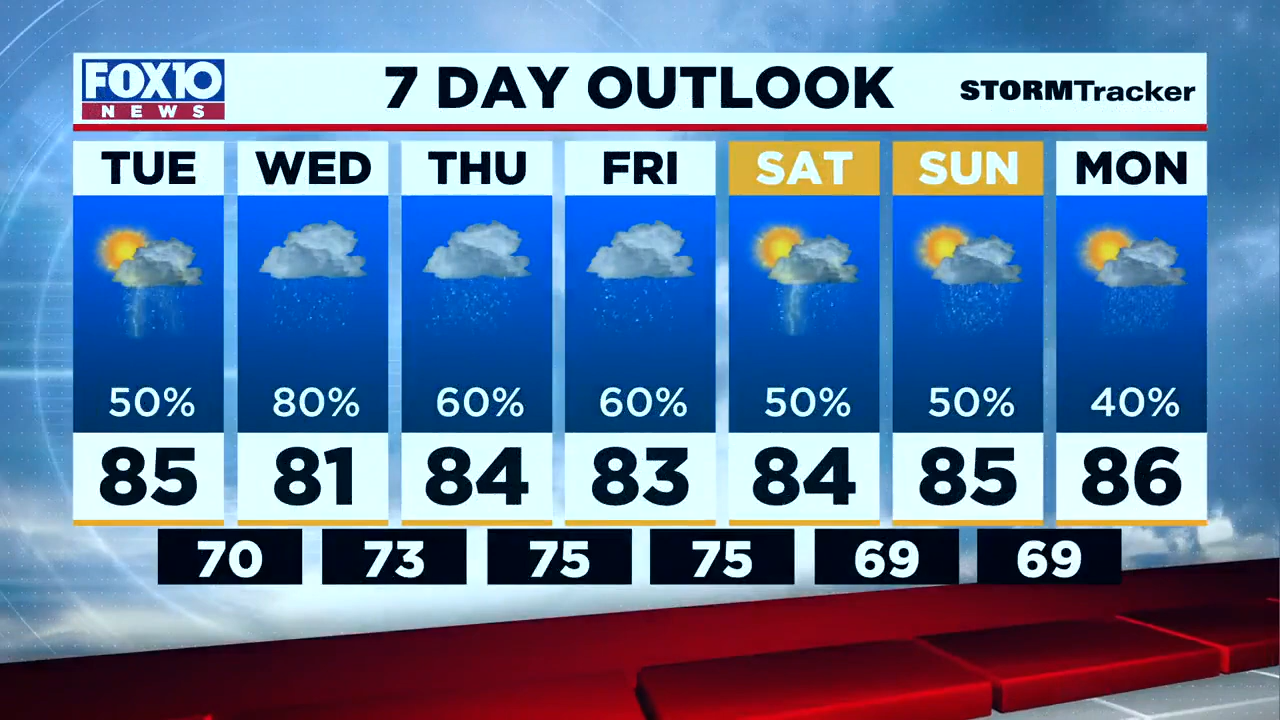 FOX10
NEWS
7 DAY OUTLOOK
STORMTracker
TUE WED THU FRI SAT SUN MON
50% 80% 60% 60% 50% 50% 40%
85 81 84 83 84 85 86
70 73 75 75 69 69